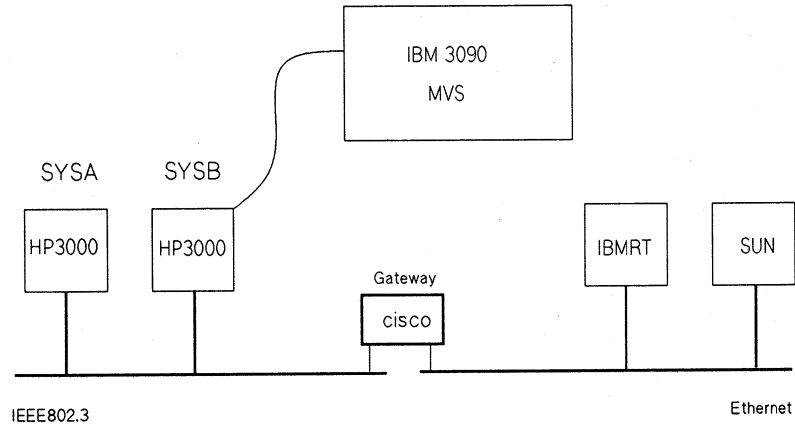 IBM 3090
MVS
SYSA
SYSB
HP3000
HP3000
IBMRT
SUN
Gateway
cisco
IEEE802.3
Ethernet